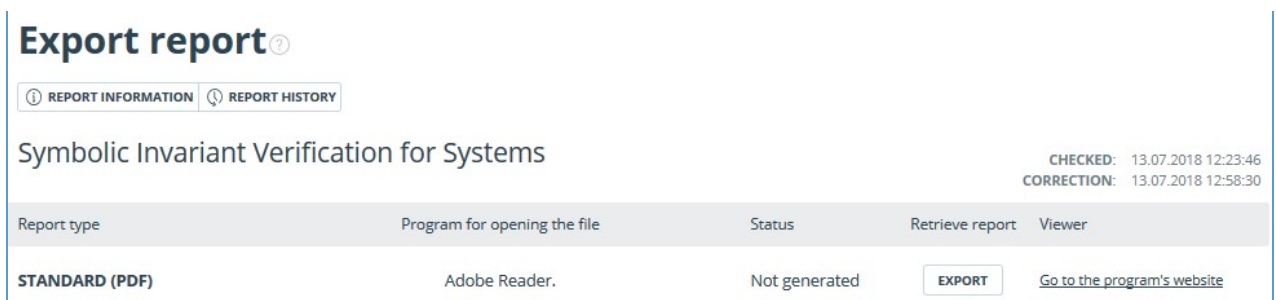 Export report ?
REPORT INFORMATION REPORT HISTORY
Symbolic Invariant Verification for Systems
CHECKED: 13.07.2018 12:23:46
CORRECTION: 13.07.2018 12:58:30
Report type Program for opening the file Status Retrieve report Viewer
STANDARD (PDF) Adobe Reader. Not generated EXPORT Go to the program's website